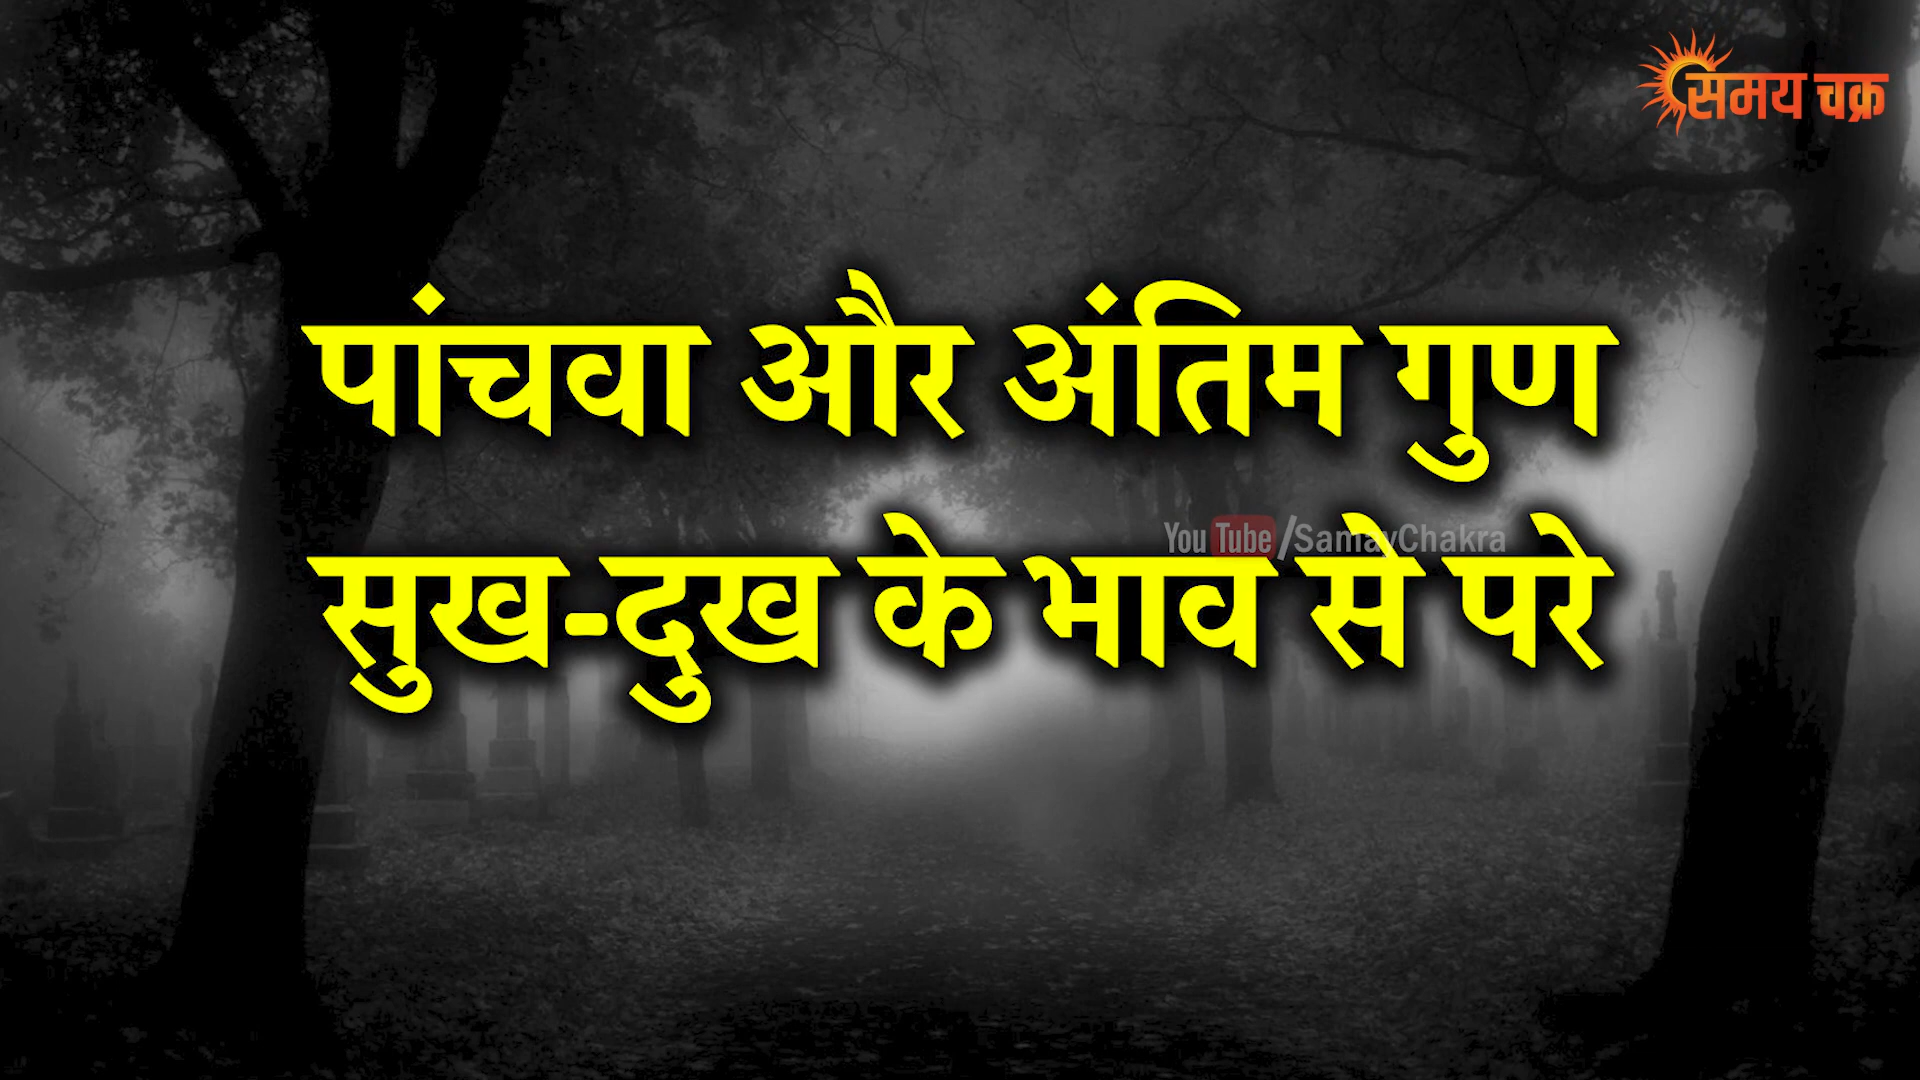 समय चक्र
पांचवा और अंतिम गुण
YouTube/SamayChakra
सुख-दुख के भाव से परे